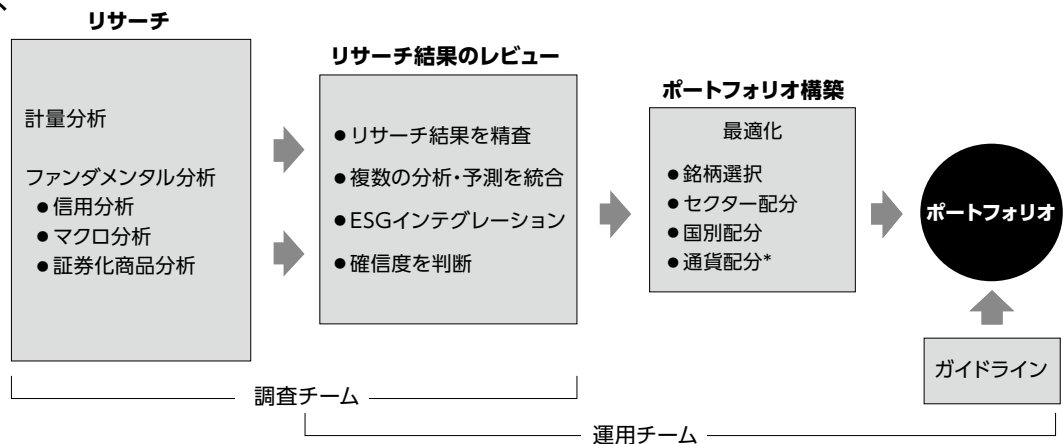 リサーチ
計量分析
ファンダメンタル分析
●信用分析
●マクロ分析
●証券化商品分析
リサーチ結果のレビュー
●リサーチ結果を精査
●複数の分析・予測を統合
●ESGインテグレーション
●確信度を判断
ポートフォリオ構築
最適化
●銘柄選択
●セクター配分
●国別配分
●通貨配分*
ポートフォリオ
ガイドライン
調査チーム
運用チーム